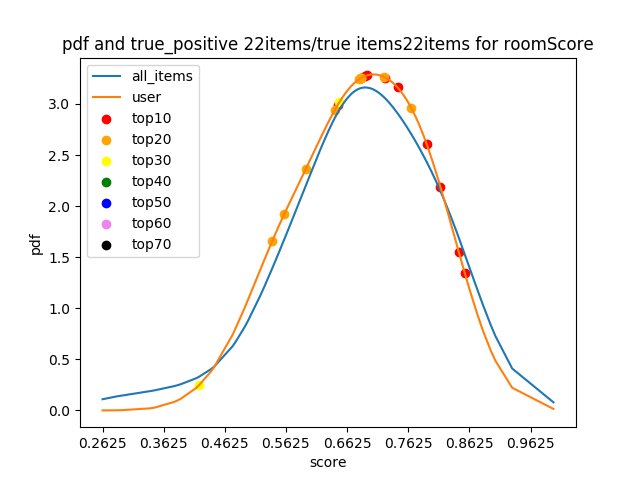 pdf and true_positive 22items/true items22items for roomScore
all_items
user
top10
top20
top30
top40
top50
top60
top70
pdf
3.0
2.5
2.0
1.5
1.0
0.5
0.0
0.2625 0.3625 0.4625 0.5625 0.6625 0.7625 0.8625 0.9625
score